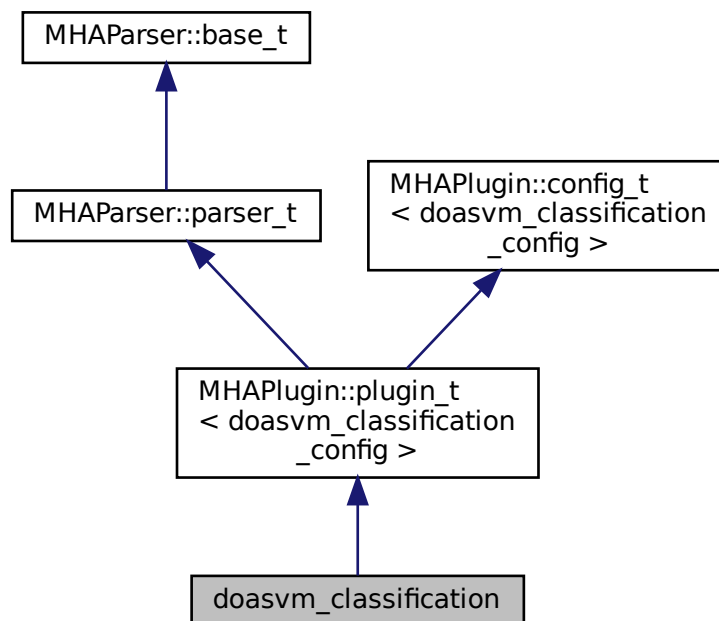 MHAParser::base_t
MHAParser::parser_t
MHAPlugin::config_t
< doasvm_classification
_config >
MHAPlugin::plugin_t
< doasvm_classification
_config >
doasvm_classification